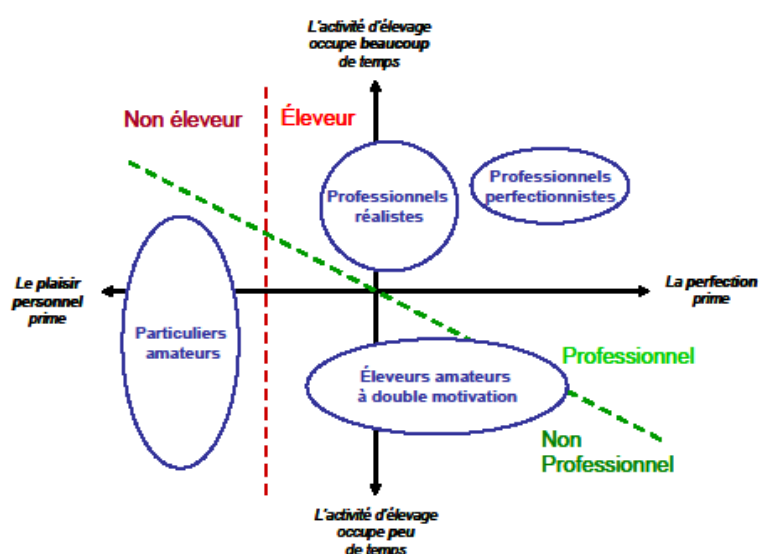 L'activité d'élevage
occupe beaucoup
de temps
Non éleveur
Éleveur
Professionnels
réalistes
Professionnels
perfectionnistes
Le plaisir
personnel
prime
La perfection
prime
Particuliers
amateurs
Professionnel
Éleveurs amateurs
à double motivation
Non
Professionnel
L'activité d'élevage
occupe peu
de temps